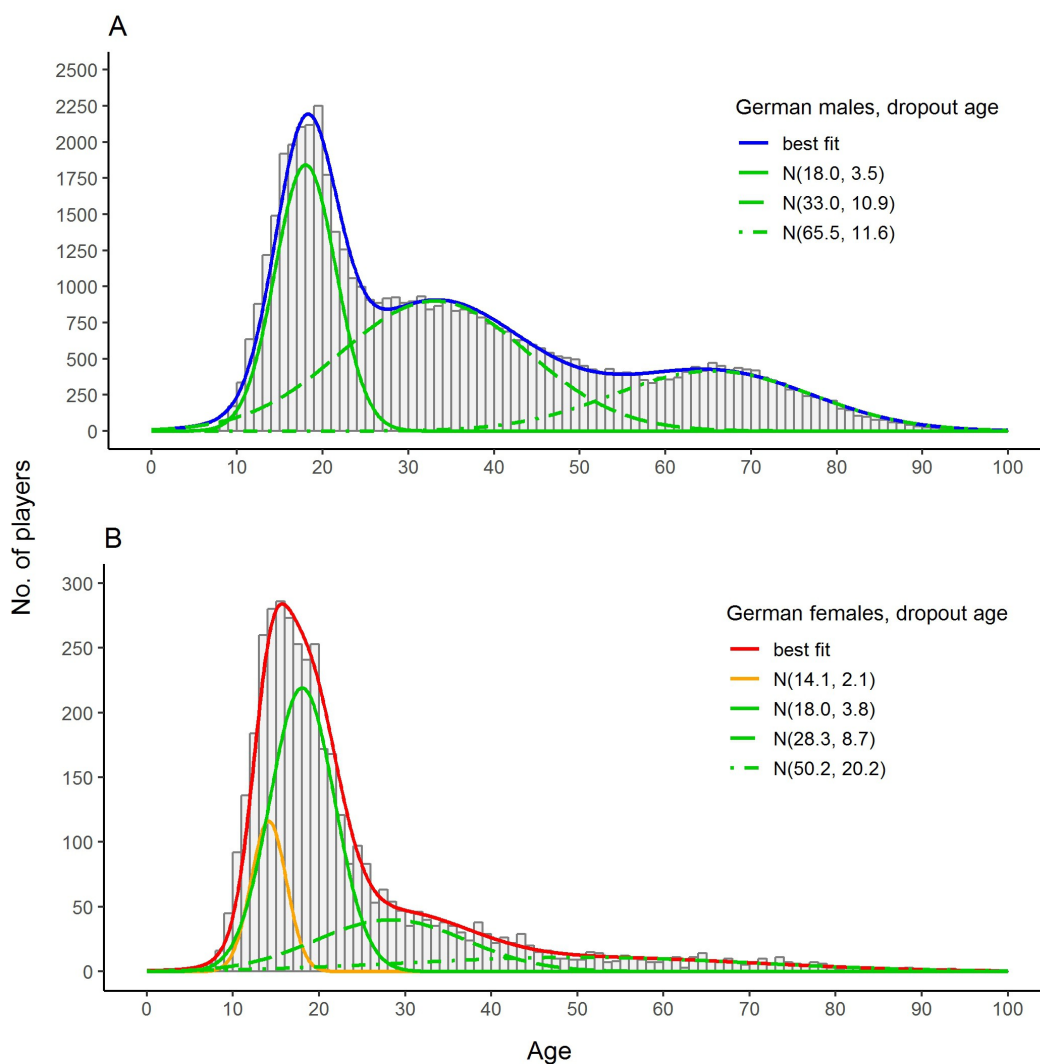 A
2500
2250
2000
1750
1500
1250
1000
750
500
250
0
German males, dropout age
best fit
N(18.0, 3.5)
N(33.0, 10.9)
N(65.5, 11.6)
0 10 20 30 40 50 60 70 80 90 100
No. of players
B
300
250
200
150
100
50
0
German females, dropout age
best fit
N(14.1, 2.1)
N(18.0, 3.8)
N(28.3, 8.7)
N(50.2, 20.2)
0 10 20 30 40 50 60 70 80 90 100
Age